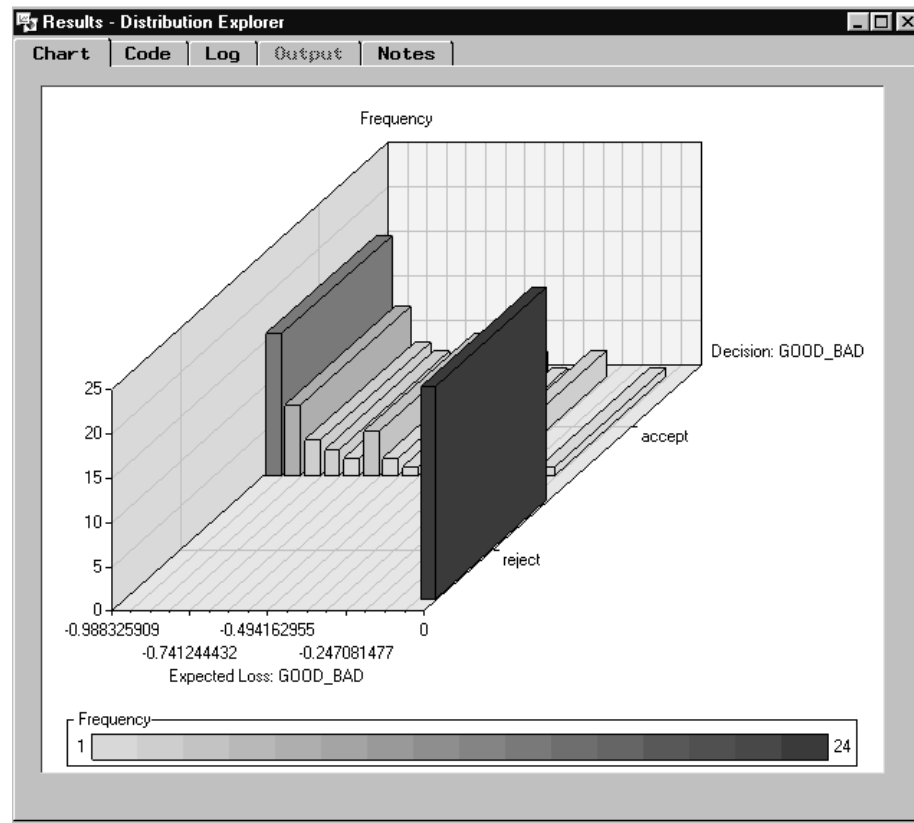 Results - Distribution Explorer
Chart Code Log Output Notes
Frequency
Decision: GOOD_BAD
accept
reject
25
20
15
10
5
0
-0.988325909 -0.494162955 0
-0.741244432 -0.247081477
Expected Loss: GOOD_BAD
Frequency
1 24